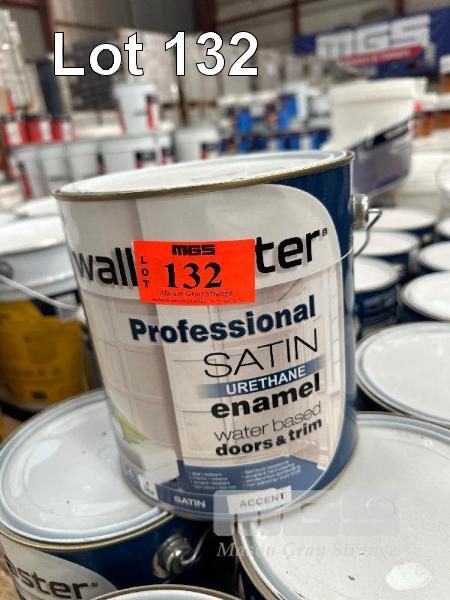 Lot 132
MGS
MGS
LOT
132
Mason Gray Strange
wall ter®
Professional
SATIN
URETHANE
enamel
water based
doors & trim
SATIN
ACCENT
MGS
Mason Gray Strange
aster®